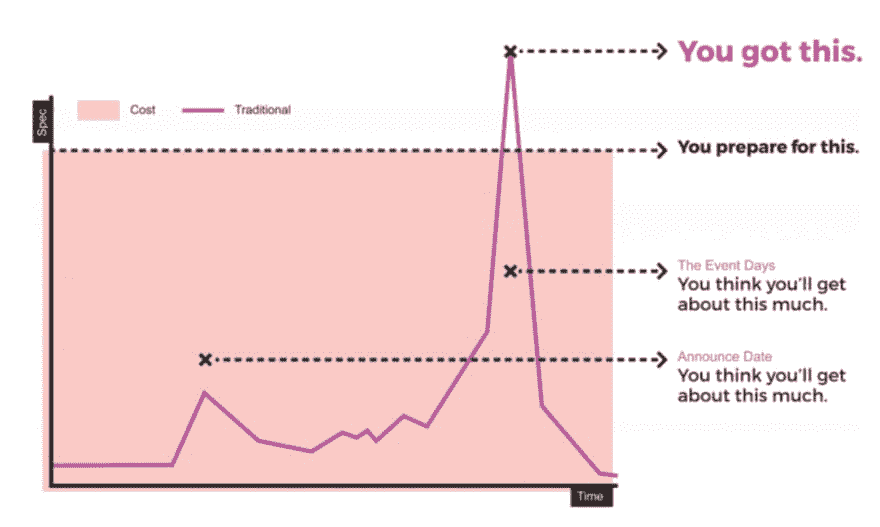 You got this.
Spec
Cost
Traditional
You prepare for this.
The Event Days
You think you'll get
about this much.
Announce Date
You think you'll get
about this much.
Time